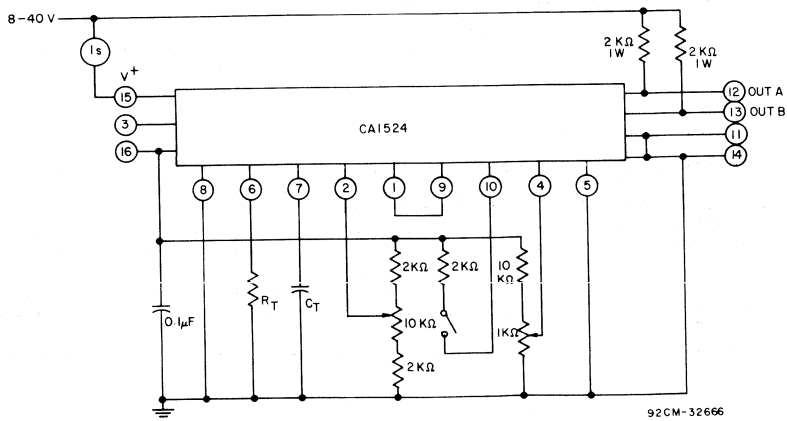 8-40 V
1s
V+
15
3
16
2 KΩ
1W
2 KΩ
1W
12 OUT A
13 OUT B
11
14
CA1524
8
6
7
2
1
9
10
4
5
2KΩ
2KΩ
10
KΩ
0.1µF
RT
CT
10 KΩ
1KΩ
2KΩ
92CM-32666